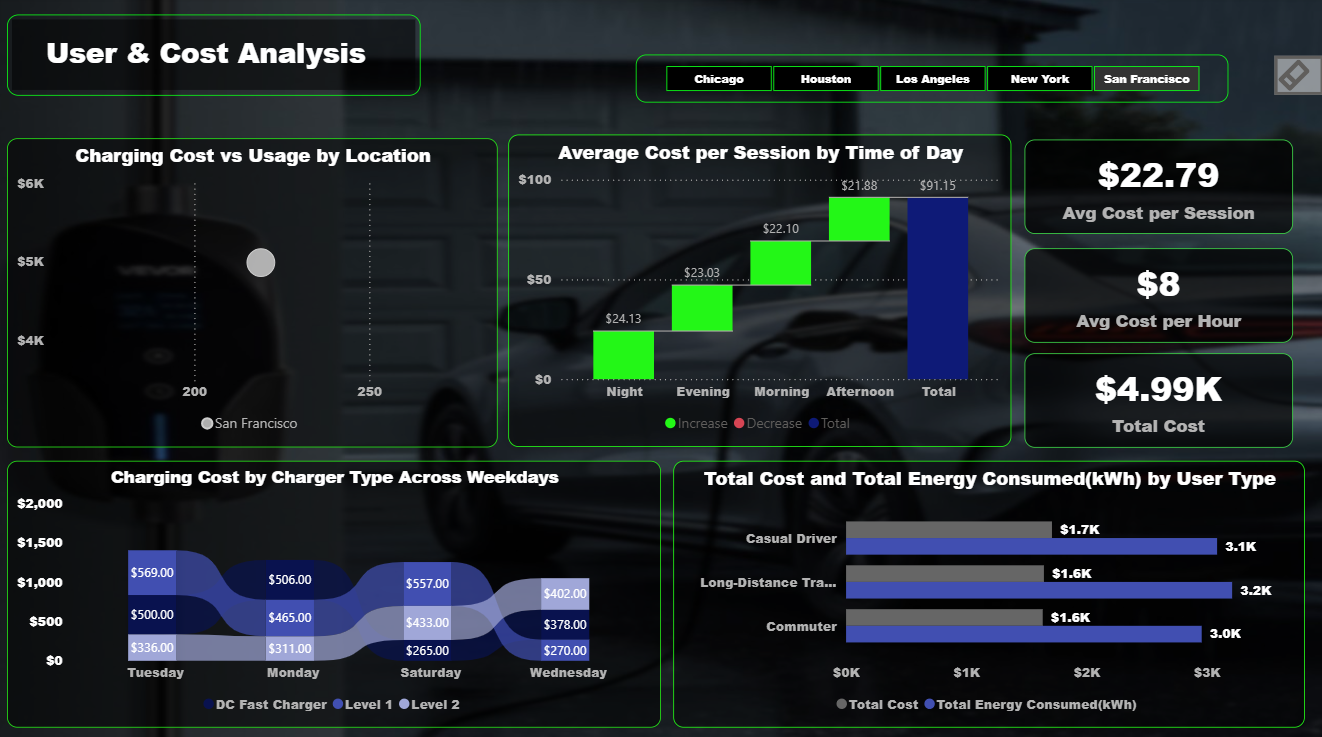 User & Cost Analysis
Chicago
Houston
Los Angeles
New York
San Francisco
Charging Cost vs Usage by Location
$6K
$5K
$4K
200
250
San Francisco
Average Cost per Session by Time of Day
$100
$50
$0
$24.13
$23.03
$22.10
$21.88
$91.15
Night
Evening
Morning
Afternoon
Total
Increase
Decrease
Total
$22.79
Avg Cost per Session
$8
Avg Cost per Hour
$4.99K
Total Cost
Charging Cost by Charger Type Across Weekdays
$2,000
$1,500
$1,000
$500
$0
$569.00
$500.00
$336.00
$506.00
$465.00
$311.00
$557.00
$433.00
$265.00
$402.00
$378.00
$270.00
Tuesday
Monday
Saturday
Wednesday
DC Fast Charger
Level 1
Level 2
Total Cost and Total Energy Consumed(kWh) by User Type
Casual Driver
$1.7K
3.1K
Long-Distance Tra...
$1.6K
3.2K
Commuter
$1.6K
3.0K
$0K
$1K
$2K
$3K
Total Cost
Total Energy Consumed(kWh)